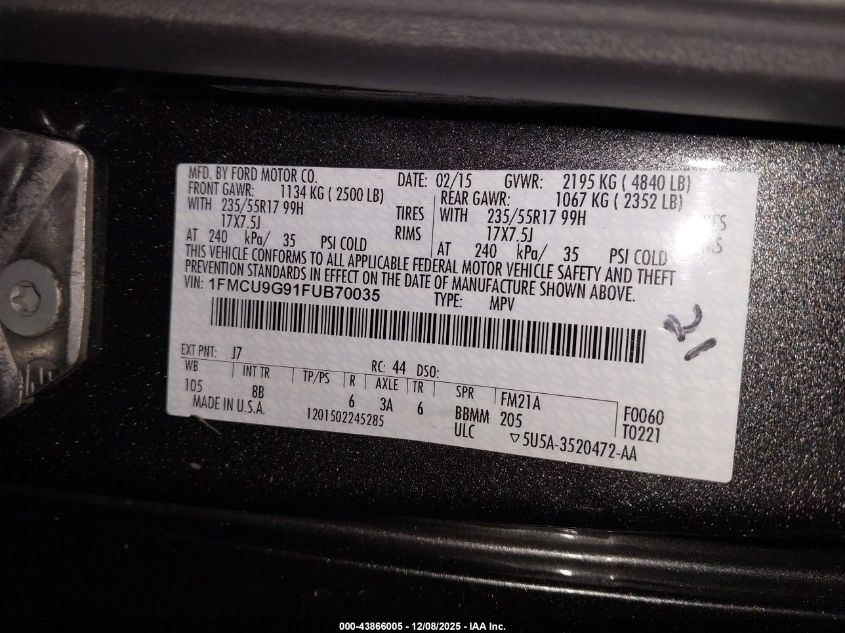 MFD. BY FORD MOTOR CO. DATE: 02/15 GVWR: 2195 KG ( 4840 LB)
FRONT GAWR: 1134 KG ( 2500 LB) REAR GAWR: 1067 KG ( 2352 LB)
WITH 235/55R17 99H TIRES WITH 235/55R17 99H
17X7.5J RIMS 17X7.5J
AT 240 kPa/ 35 PSI COLD AT 240 kPa/ 35 PSI COLD
THIS VEHICLE CONFORMS TO ALL APPLICABLE FEDERAL MOTOR VEHICLE SAFETY AND THEFT
PREVENTION STANDARDS IN EFFECT ON THE DATE OF MANUFACTURE SHOWN ABOVE.
VIN: 1FMCU9G91FUB70035 TYPE: MPV
R1
EXT PNT: J7 RC: 44 DSO:
WB INT TR TP/PS R AXLE TR SPR FM21A F0060
105 8B 6 3A 6 BBMM 205 T0221
MADE IN U.S.A. 1201502245285 ULC ▽5U5A-3520472-AA
000-43866005 - 12/08/2025 - IAA Inc.